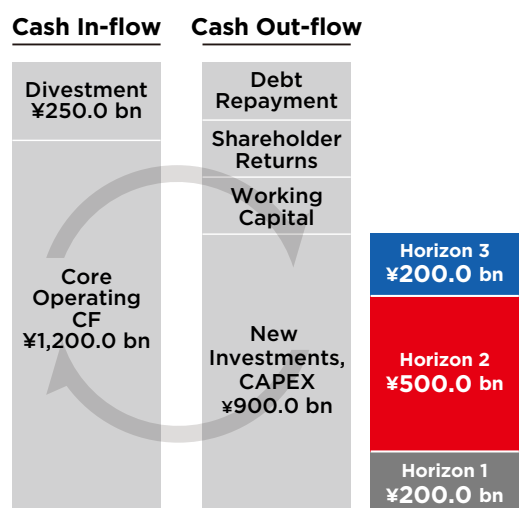 Cash In-flow
Divestment
¥250.0 bn
Core
Operating
CF
¥1,200.0 bn
Cash Out-flow
Debt
Repayment
Shareholder
Returns
Working
Capital
New
Investments,
CAPEX
¥900.0 bn
Horizon 3
¥200.0 bn
Horizon 2
¥500.0 bn
Horizon 1
¥200.0 bn